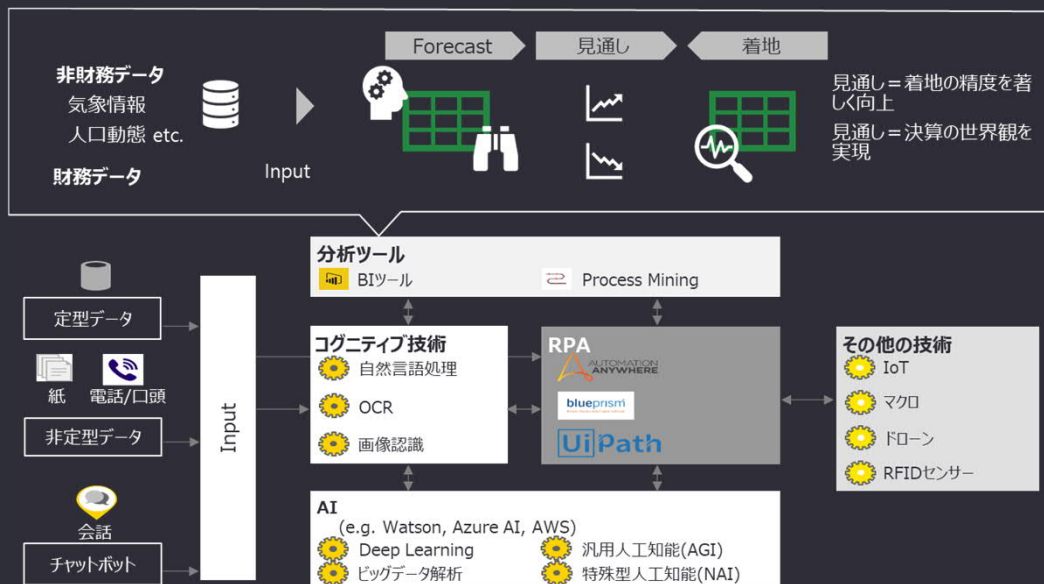 Forecast
見通し
着地
非財務データ
気象情報
人口動態 etc.
財務データ
Input
見通し=着地の精度を著
しく向上
見通し=決算の世界観を
実現
分析ツール
BIツール
Process Mining
定型データ
紙
電話/口頭
非定型データ
会話
チャットボット
Input
コグニティブ技術
自然言語処理
OCR
画像認識
RPA
AUTOMATION
ANYWHERE
blueprism
UiPath
その他の技術
IoT
マクロ
ドローン
RFIDセンサー
AI
(e.g. Watson, Azure AI, AWS)
Deep Learning
汎用人工知能(AGI)
ビッグデータ解析
特殊型人工知能(NAI)